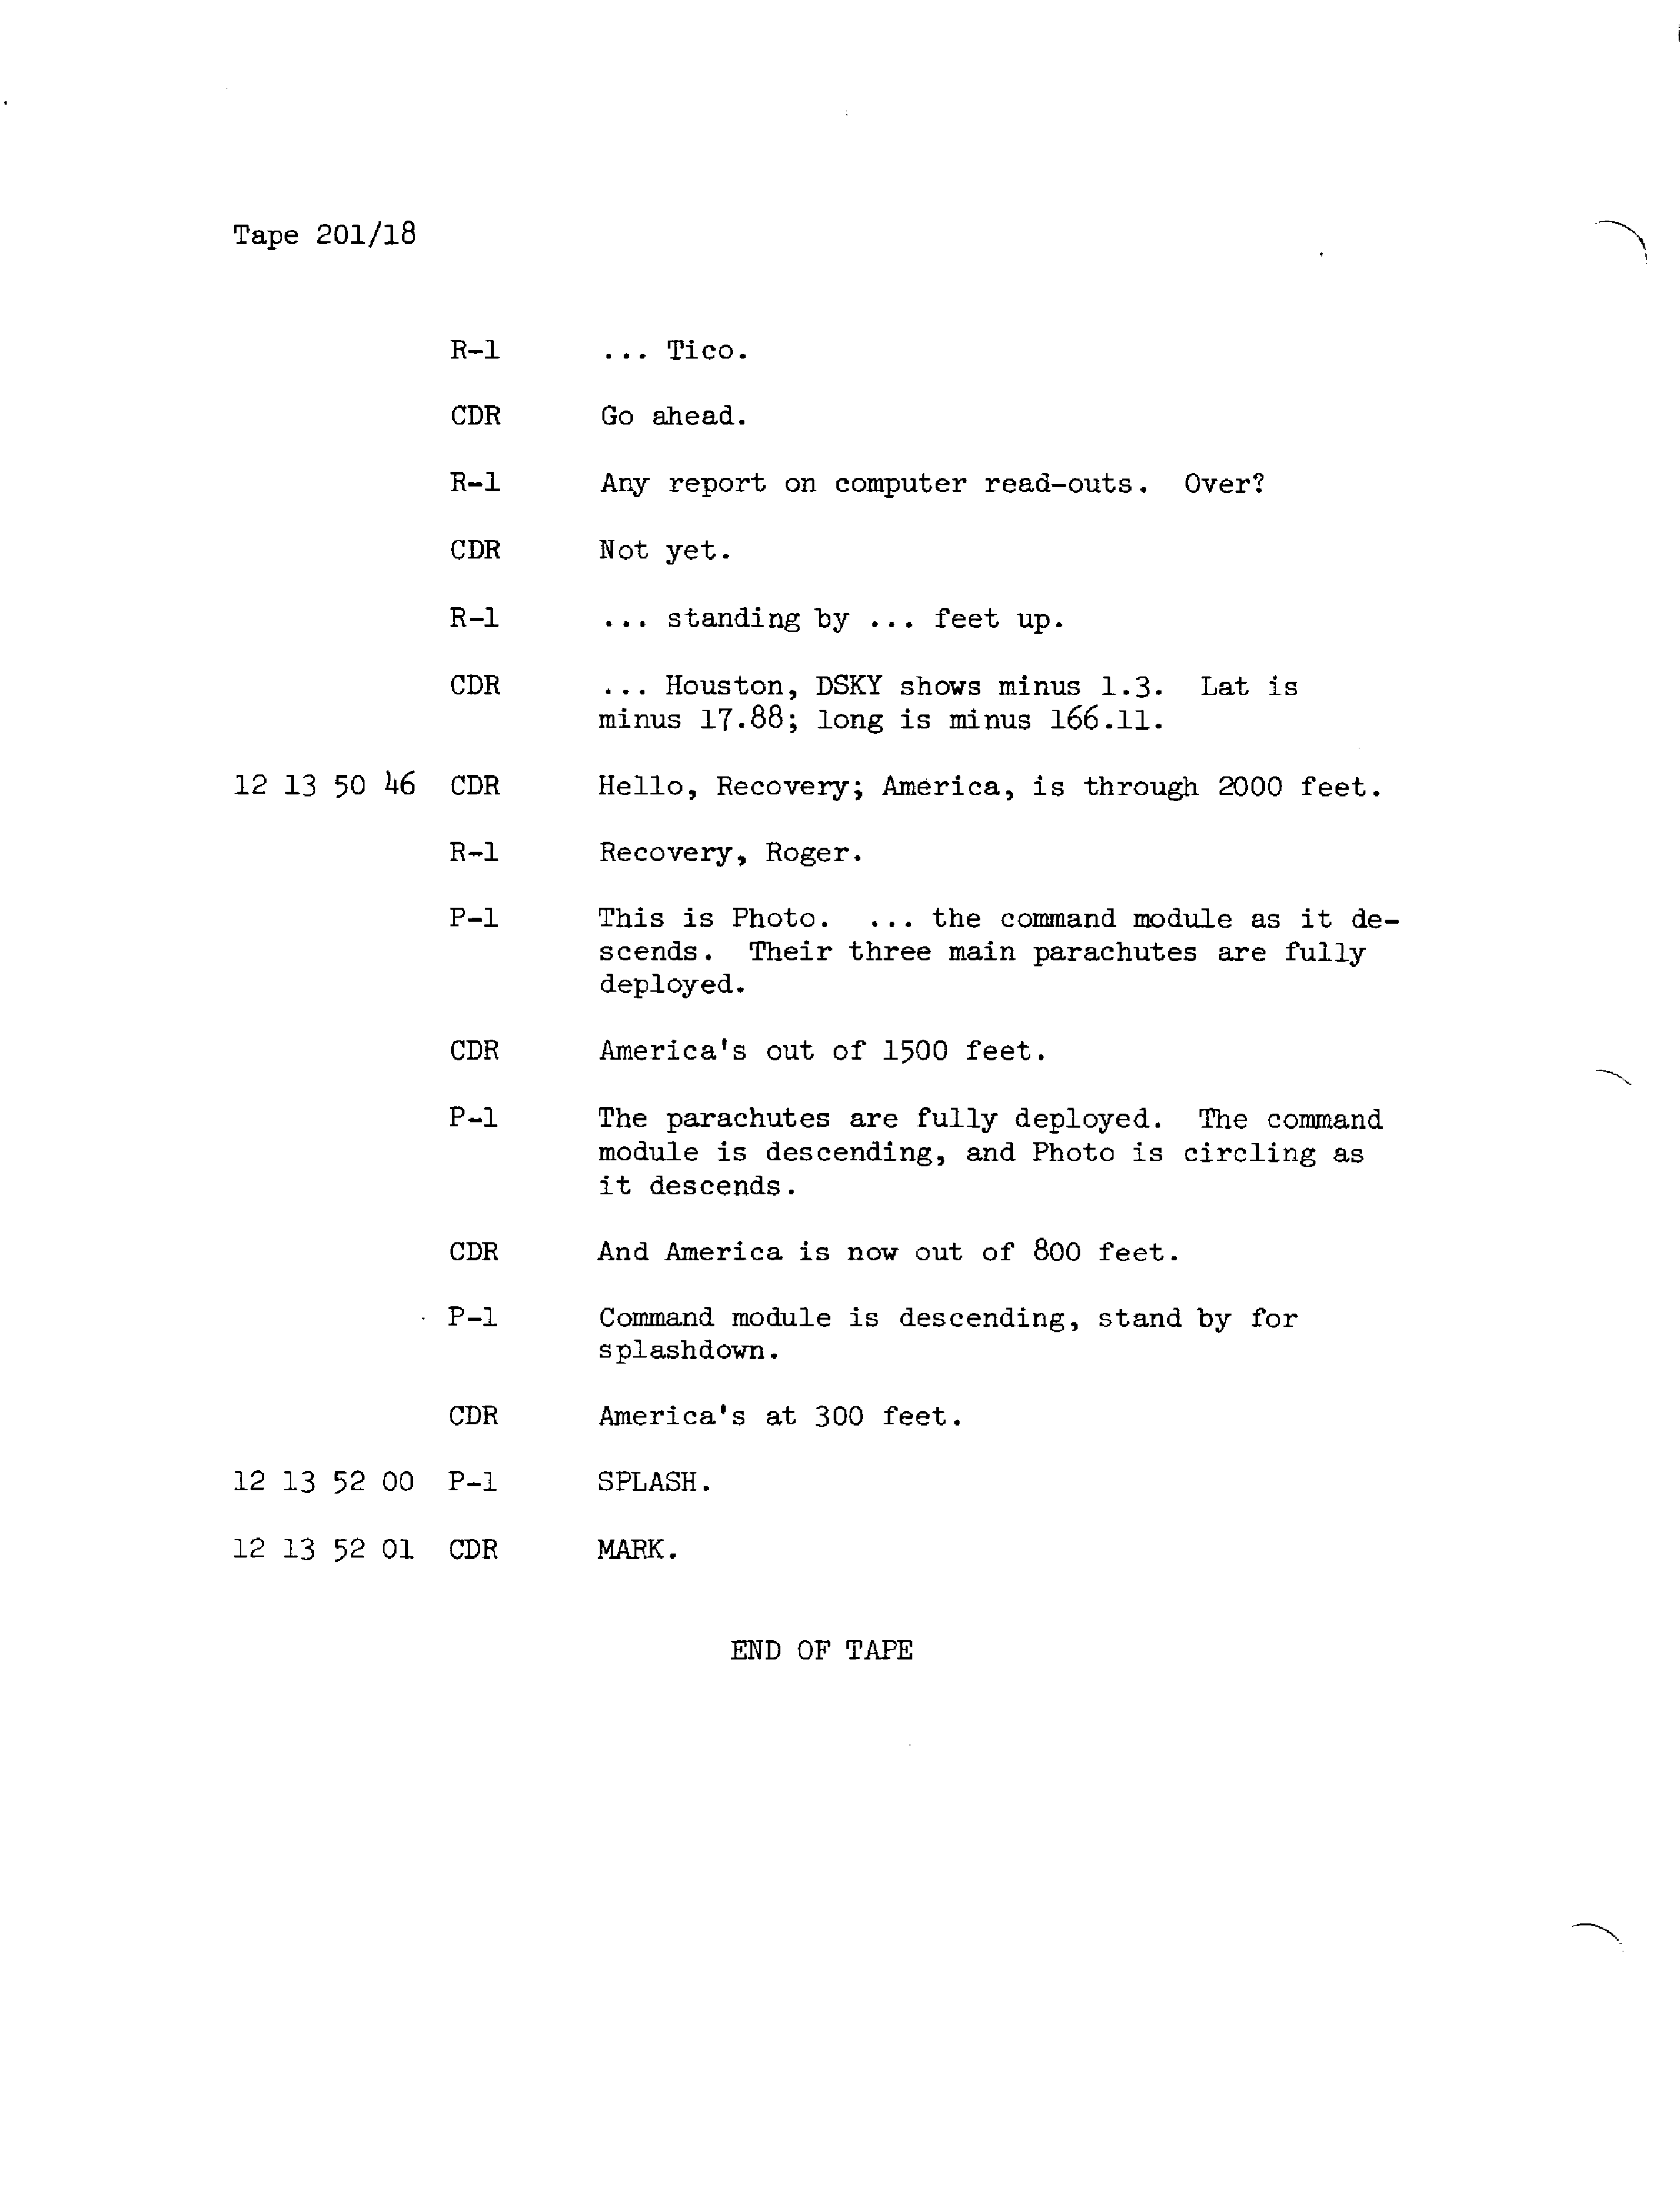 Tape 201/18
R-1 ... Tico.
CDR Go ahead.
R-1 Any report on computer read-outs. Over?
CDR Not yet.
R-1 ... standing by ... feet up.
CDR ... Houston, DSKY shows minus 1.3. Lat is
minus 17.88; long is minus 166.11.
12 13 50 46 CDR Hello, Recovery; America, is through 2000 feet.
R-1 Recovery, Roger.
P-1 This is Photo. ... the command module as it de-
scends. Their three main parachutes are fully
deployed.
CDR America's out of 1500 feet.
P-1 The parachutes are fully deployed. The command
module is descending, and Photo is circling as
it descends.
CDR And America is now out of 800 feet.
P-1 Command module is descending, stand by for
splashdown.
CDR America's at 300 feet.
12 13 52 00 P-1 SPLASH.
12 13 52 01 CDR MARK.
END OF TAPE